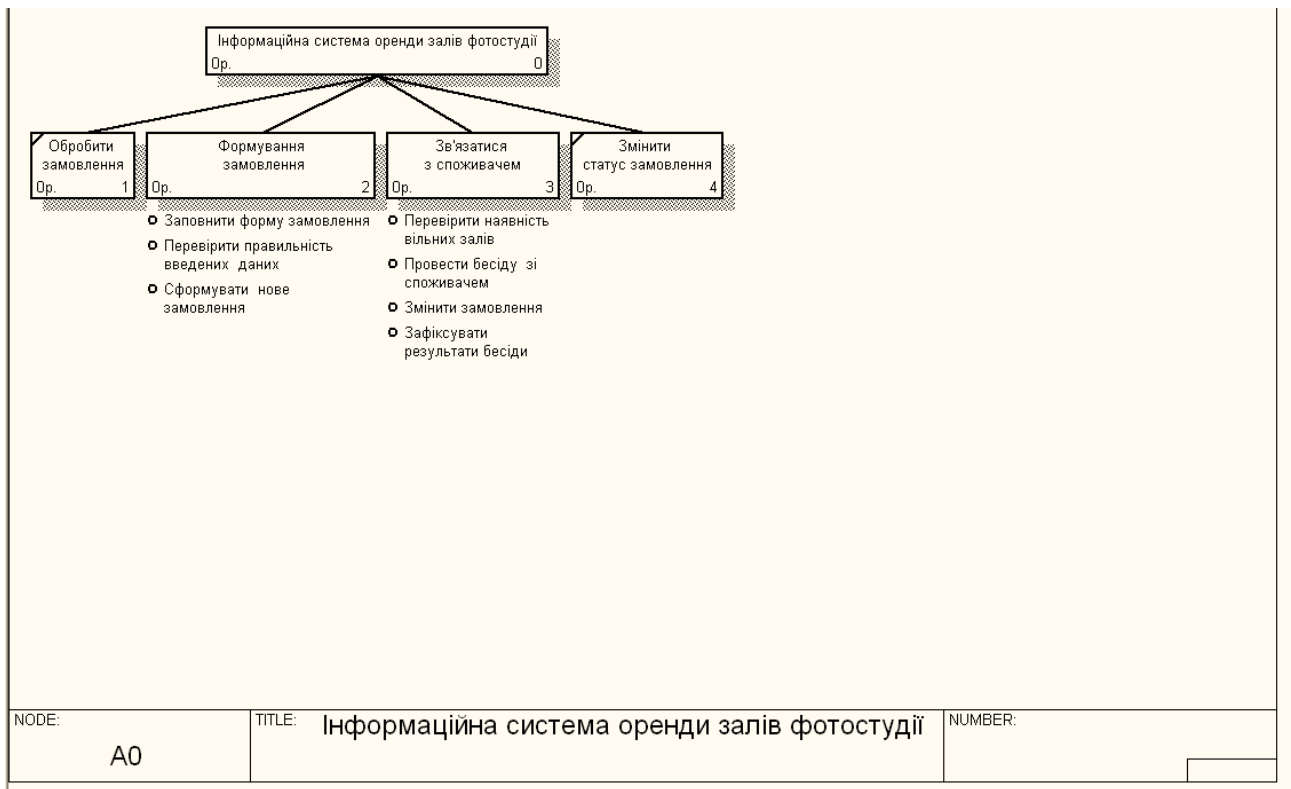 Інформаційна система оренди залів фотостудії
0р. 0
Обробити
замовлення
0р. 1
Формування
замовлення
0р. 2
Зв'язатися
з споживачем
0р. 3
Змінити
статус замовлення
0р. 4
Заповнити форму замовлення
Перевірити правильність
введених даних
Сформувати нове
замовлення
Перевірити наявність
вільних залів
Провести бесіду зі
споживачем
Змінити замовлення
Зафіксувати
результати бесіди
NODE:
A0
TITLE:
Інформаційна система оренди залів фотостудії
NUMBER: